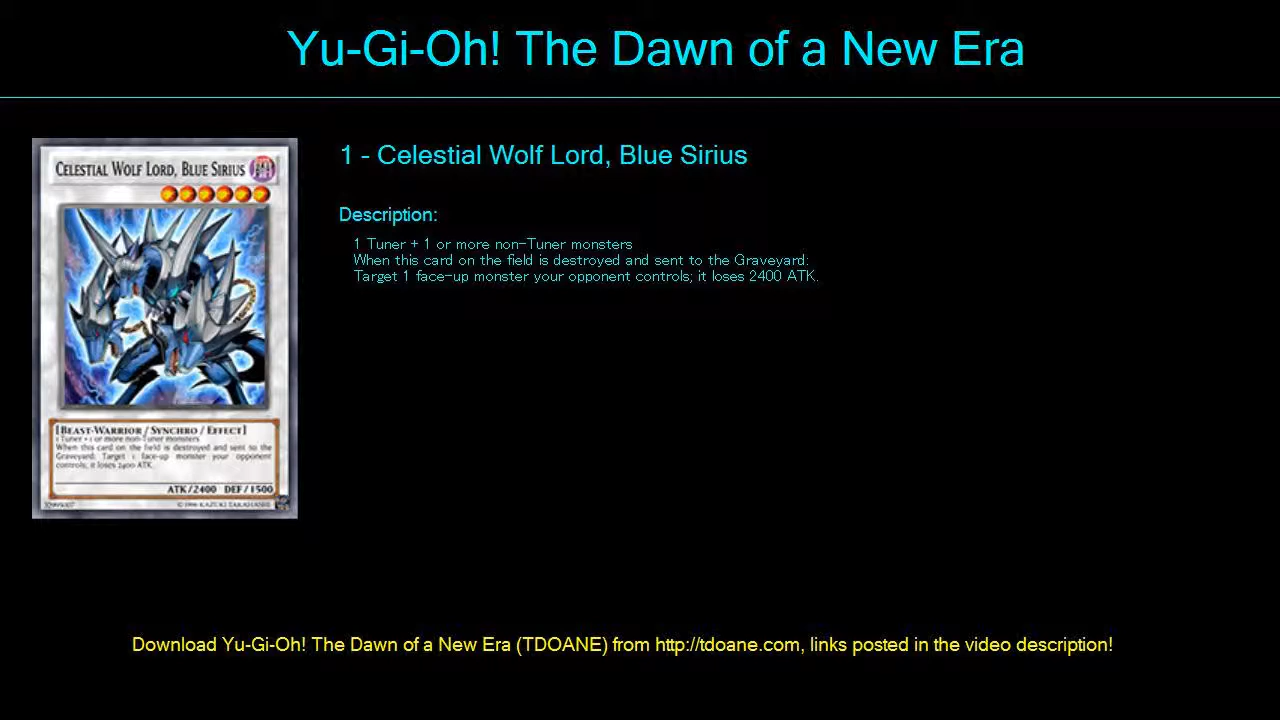 Yu-Gi-Oh! The Dawn of a New Era
1 - Celestial Wolf Lord, Blue Sirius
Description:
1 Tuner + 1 or more non-Tuner monsters
When this card on the field is destroyed and sent to the Graveyard:
Target 1 face-up monster your opponent controls; it loses 2400 ATK.
CELESTIAL WOLF LORD, BLUE SIRIUS
[BEAST-WARRIOR / SYNCHRO / EFFECT]
1 Tuner + 1 or more non-Tuner monsters
When this card on the field is destroyed and sent to the
Graveyard: Target 1 face-up monster your opponent
controls; it loses 2400 ATK.
ATK/2400 DEF/1500
©1996 KAZUKI TAKAHASHI
Download Yu-Gi-Oh! The Dawn of a New Era (TDOANE) from http://tdoane.com, links posted in the video description!